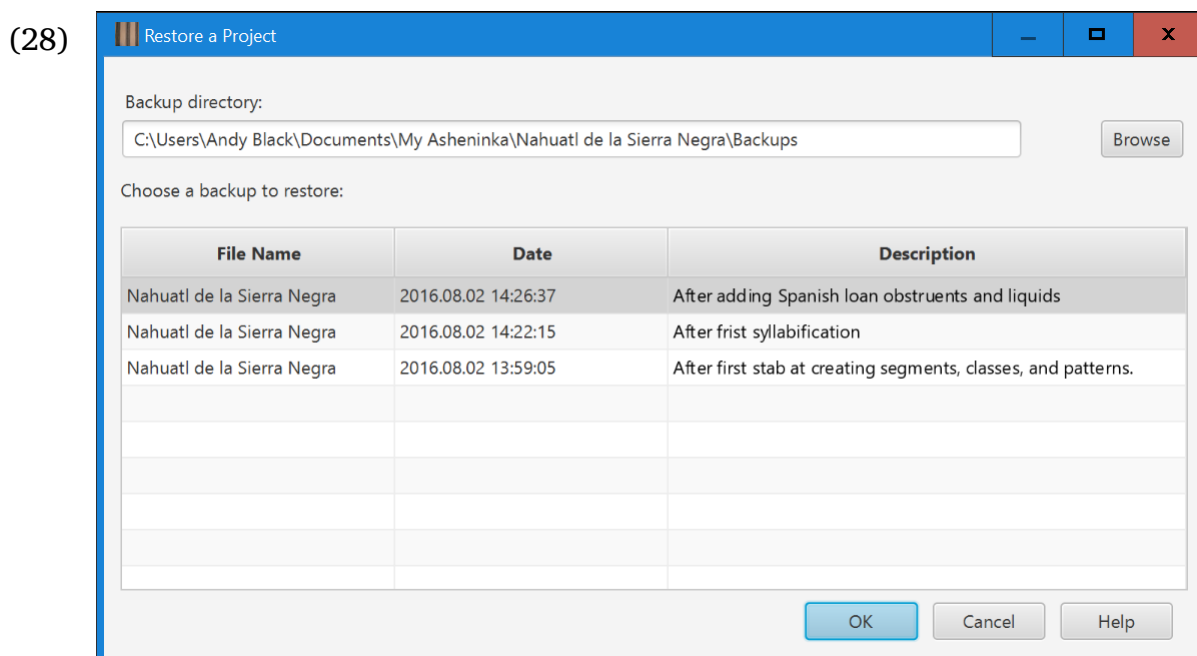 (28)
Restore a Project
Backup directory:
C:\Users\Andy Black\Documents\My Asheninka\Nahuatl de la Sierra Negra\Backups
Browse
Choose a backup to restore:
File Name Date Description
Nahuatl de la Sierra Negra 2016.08.02 14:26:37 After adding Spanish loan obstruents and liquids
Nahuatl de la Sierra Negra 2016.08.02 14:22:15 After frist syllabification
Nahuatl de la Sierra Negra 2016.08.02 13:59:05 After first stab at creating segments, classes, and patterns.
OK Cancel Help